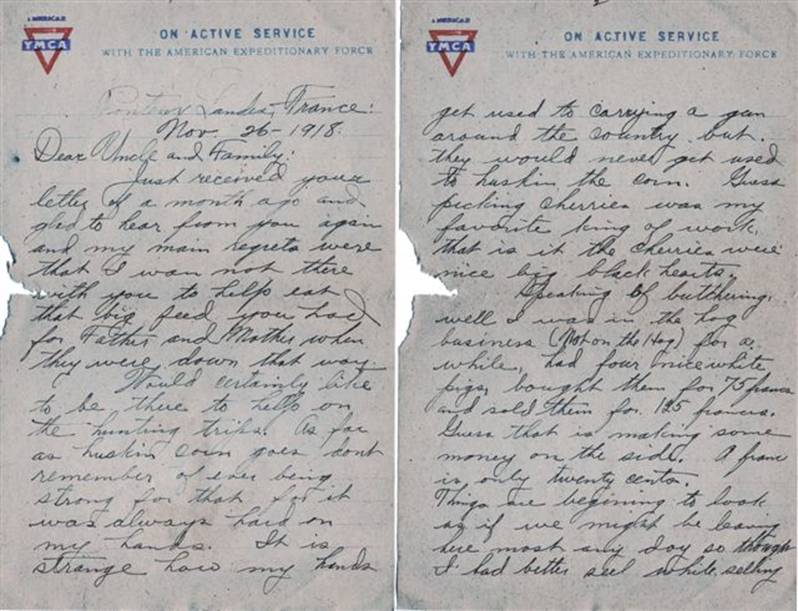 AMERICAN
YMCA
ON ACTIVE SERVICE
WITH THE AMERICAN EXPEDITIONARY FORCE
Pontenx Landes, France:
Nov. 26-1918.
Dear Uncle and Family:
Just received your
letter of a month ago and
glad to hear from you again
and my main regrets were
that I was not there
with you to help eat
that big feed you had
for Father and Mother when
they were down that way.
Would certainly like
to be there to help on
the hunting trips. As far
as huskin corn goes dont
remember of ever being
strong for that for it
was always hard on
my hands. It is
strange how my hands
2
AMERICAN
YMCA
ON ACTIVE SERVICE
WITH THE AMERICAN EXPEDITIONARY FORCE
get used to carrying a gun
around the country but
they would never get used
to huskin the corn. Guess
picking cherries was my
favorite king of work,
that is if the cherries were
nice big black hearts.
Speaking of butchering,
well I was in the hog
business (Not on the Hog) for a
while, had four nice white
pigs, bought them for 75 francs
and sold them for 125 francs.
Guess that is making some
money on the side. A franc
is only twenty cents.
Things are begining to look
as if we might be leaving
here most any day so though
I had better sell while selling